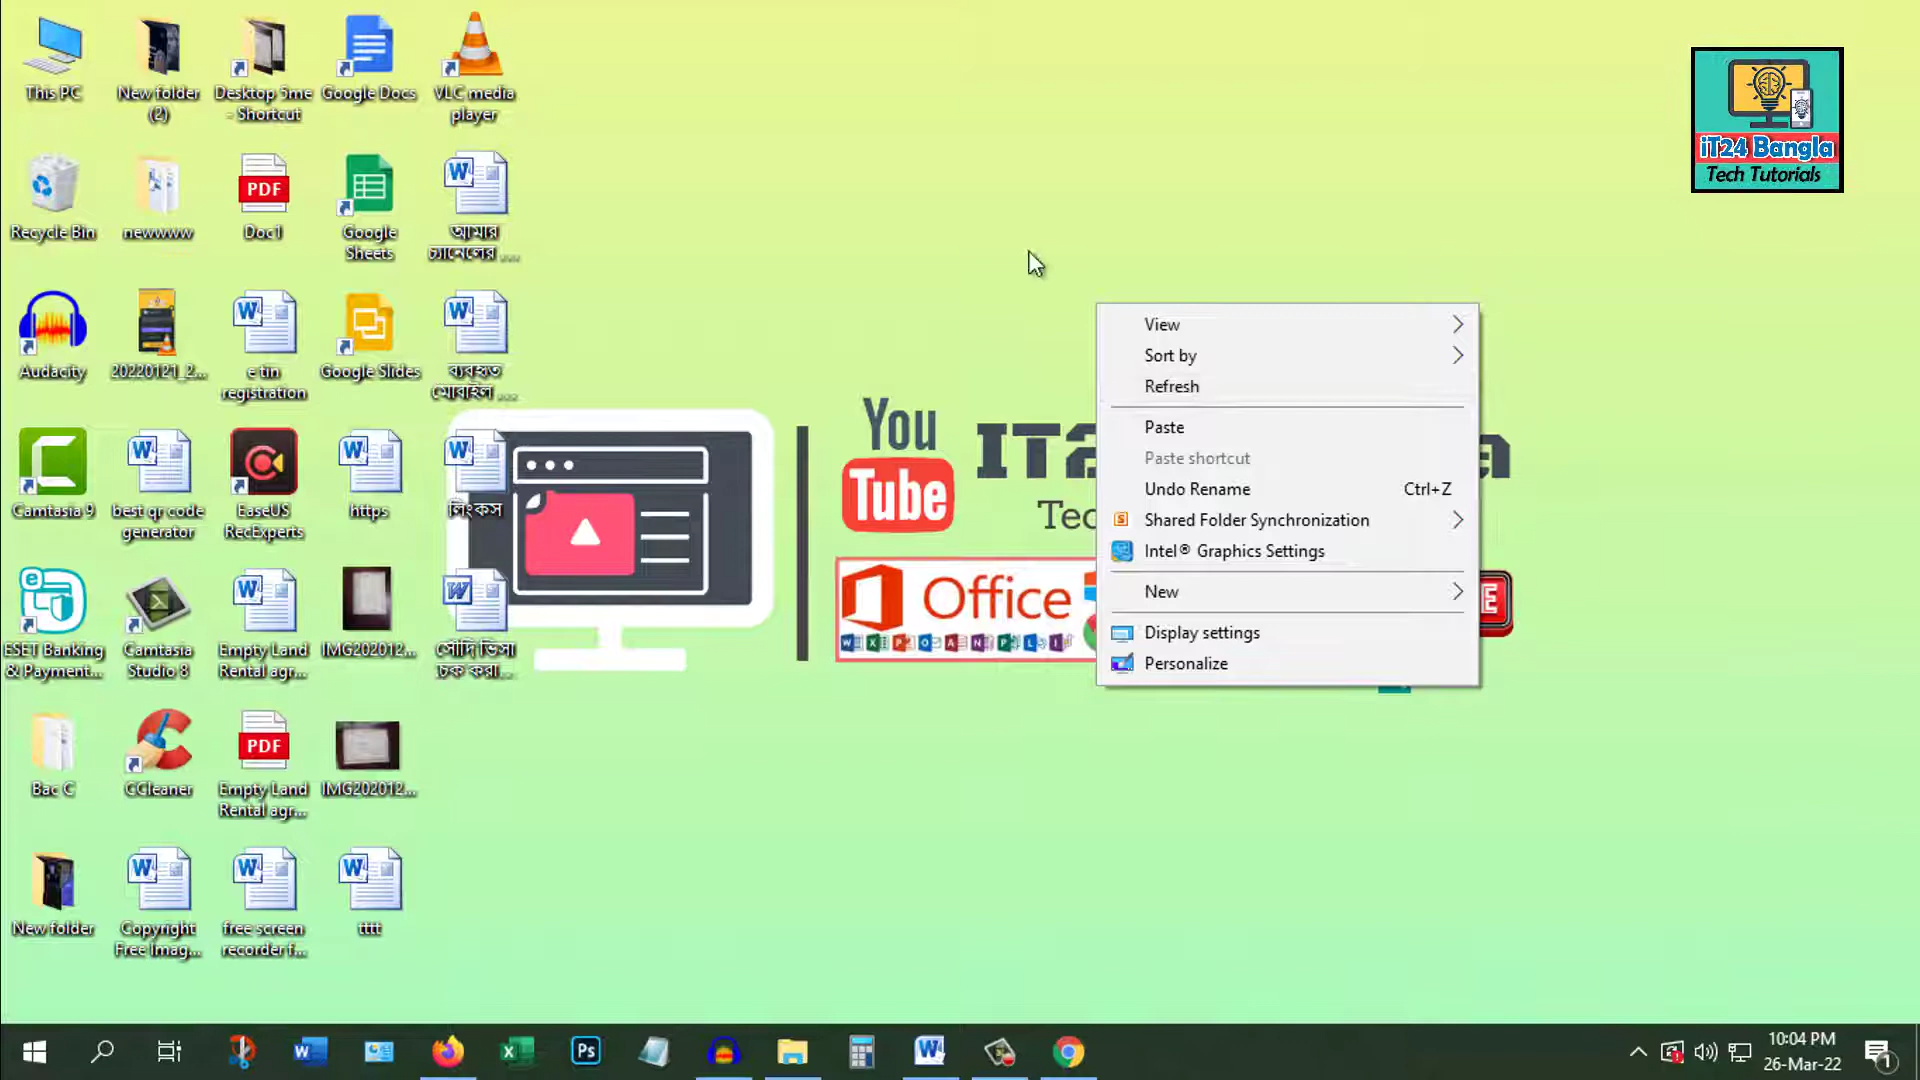 This PC
New folder
(2)
Desktop 5me
- Shortcut
Google Docs
VLC media
player
Recycle Bin
newwww
PDF
Doc1
Google
Sheets
আমার
চ্যানেলের ...
Audacity
20220121_2...
e tin
registration
Google Slides
ব্যবহৃত
মোবাইল ...
Camtasia 9
best qr code
generator
EaseUS
RecExperts
https
লিংকস
ESET Banking
& Payment...
Camtasia
Studio 8
Empty Land
Rental agr...
IMG202012...
সৌদি ভিসা
চেক করা...
Bac C
CCleaner
PDF
Empty Land
Rental agr...
IMG202012...
New folder
Copyright
Free Imag...
free screen
recorder f...
tttt
iT24 Bangla
Tech Tutorials
You
Tube
Office
View
Sort by
Refresh
Paste
Paste shortcut
Undo Rename Ctrl+Z
Shared Folder Synchronization
Intel® Graphics Settings
New
Display settings
Personalize
Ps
10:04 PM
26-Mar-22
1